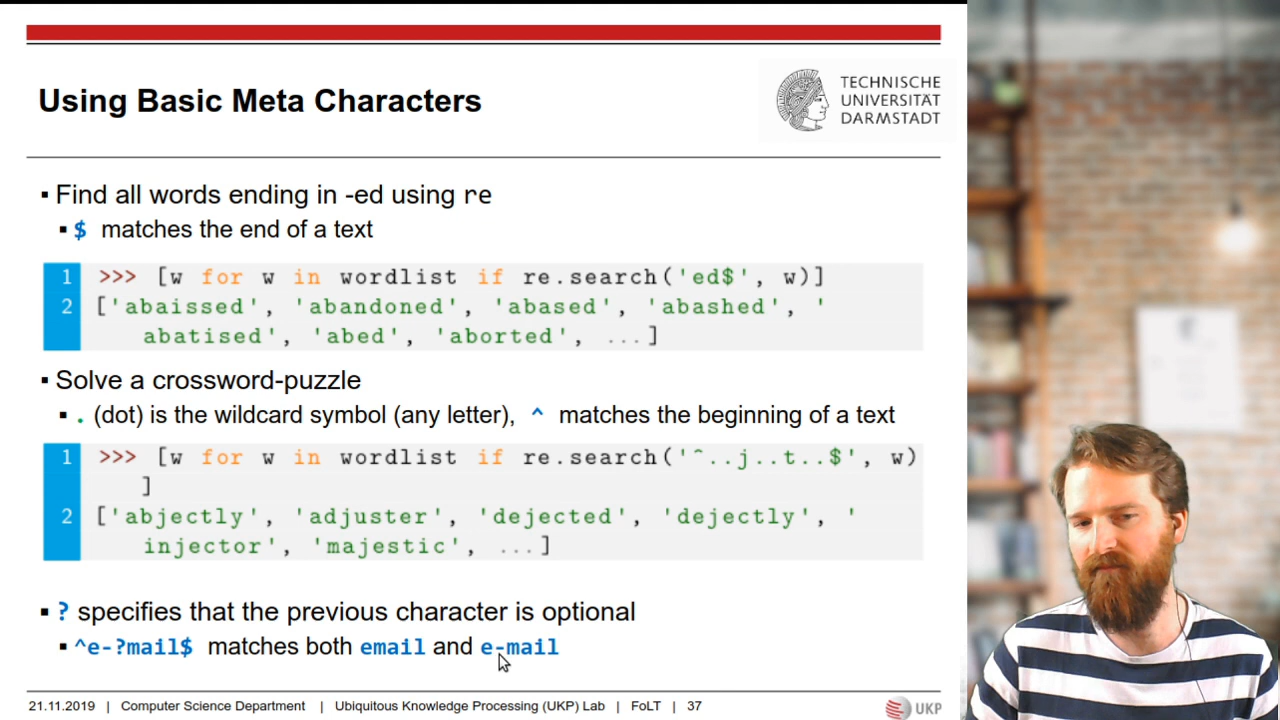 Using Basic Meta Characters
TECHNISCHE
UNIVERSITÄT
DARMSTADT
▪ Find all words ending in -ed using re
▪ $ matches the end of a text
1 >>> [w for w in wordlist if re.search('ed$', w)]
2 ['abaissed', 'abandoned', 'abased', 'abashed', '
abatised', 'abed', 'aborted', ...]
▪ Solve a crossword-puzzle
▪ . (dot) is the wildcard symbol (any letter), ^ matches the beginning of a text
1 >>> [w for w in wordlist if re.search('^..j..t..$', w)
]
2 ['abjectly', 'adjuster', 'dejected', 'dejectly', '
injector', 'majestic', ...]
▪ ? specifies that the previous character is optional
▪ ^e-?mail$ matches both email and e-mail
21.11.2019 | Computer Science Department | Ubiquitous Knowledge Processing (UKP) Lab | FoLT | 37
UKP